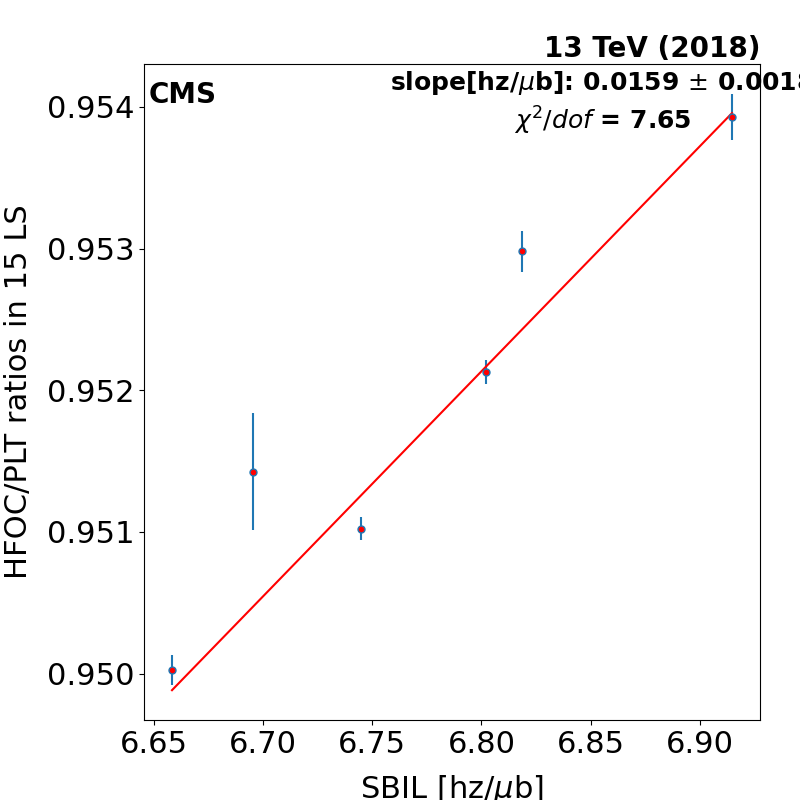 13 TeV (2018)
CMS
slope[hz/μb]: 0.0159 ± 0.0018
χ²/dof = 7.65
HFOC/PLT ratios in 15 LS
0.954
0.953
0.952
0.951
0.950
6.65 6.70 6.75 6.80 6.85 6.90
SBIL [hz/μb]